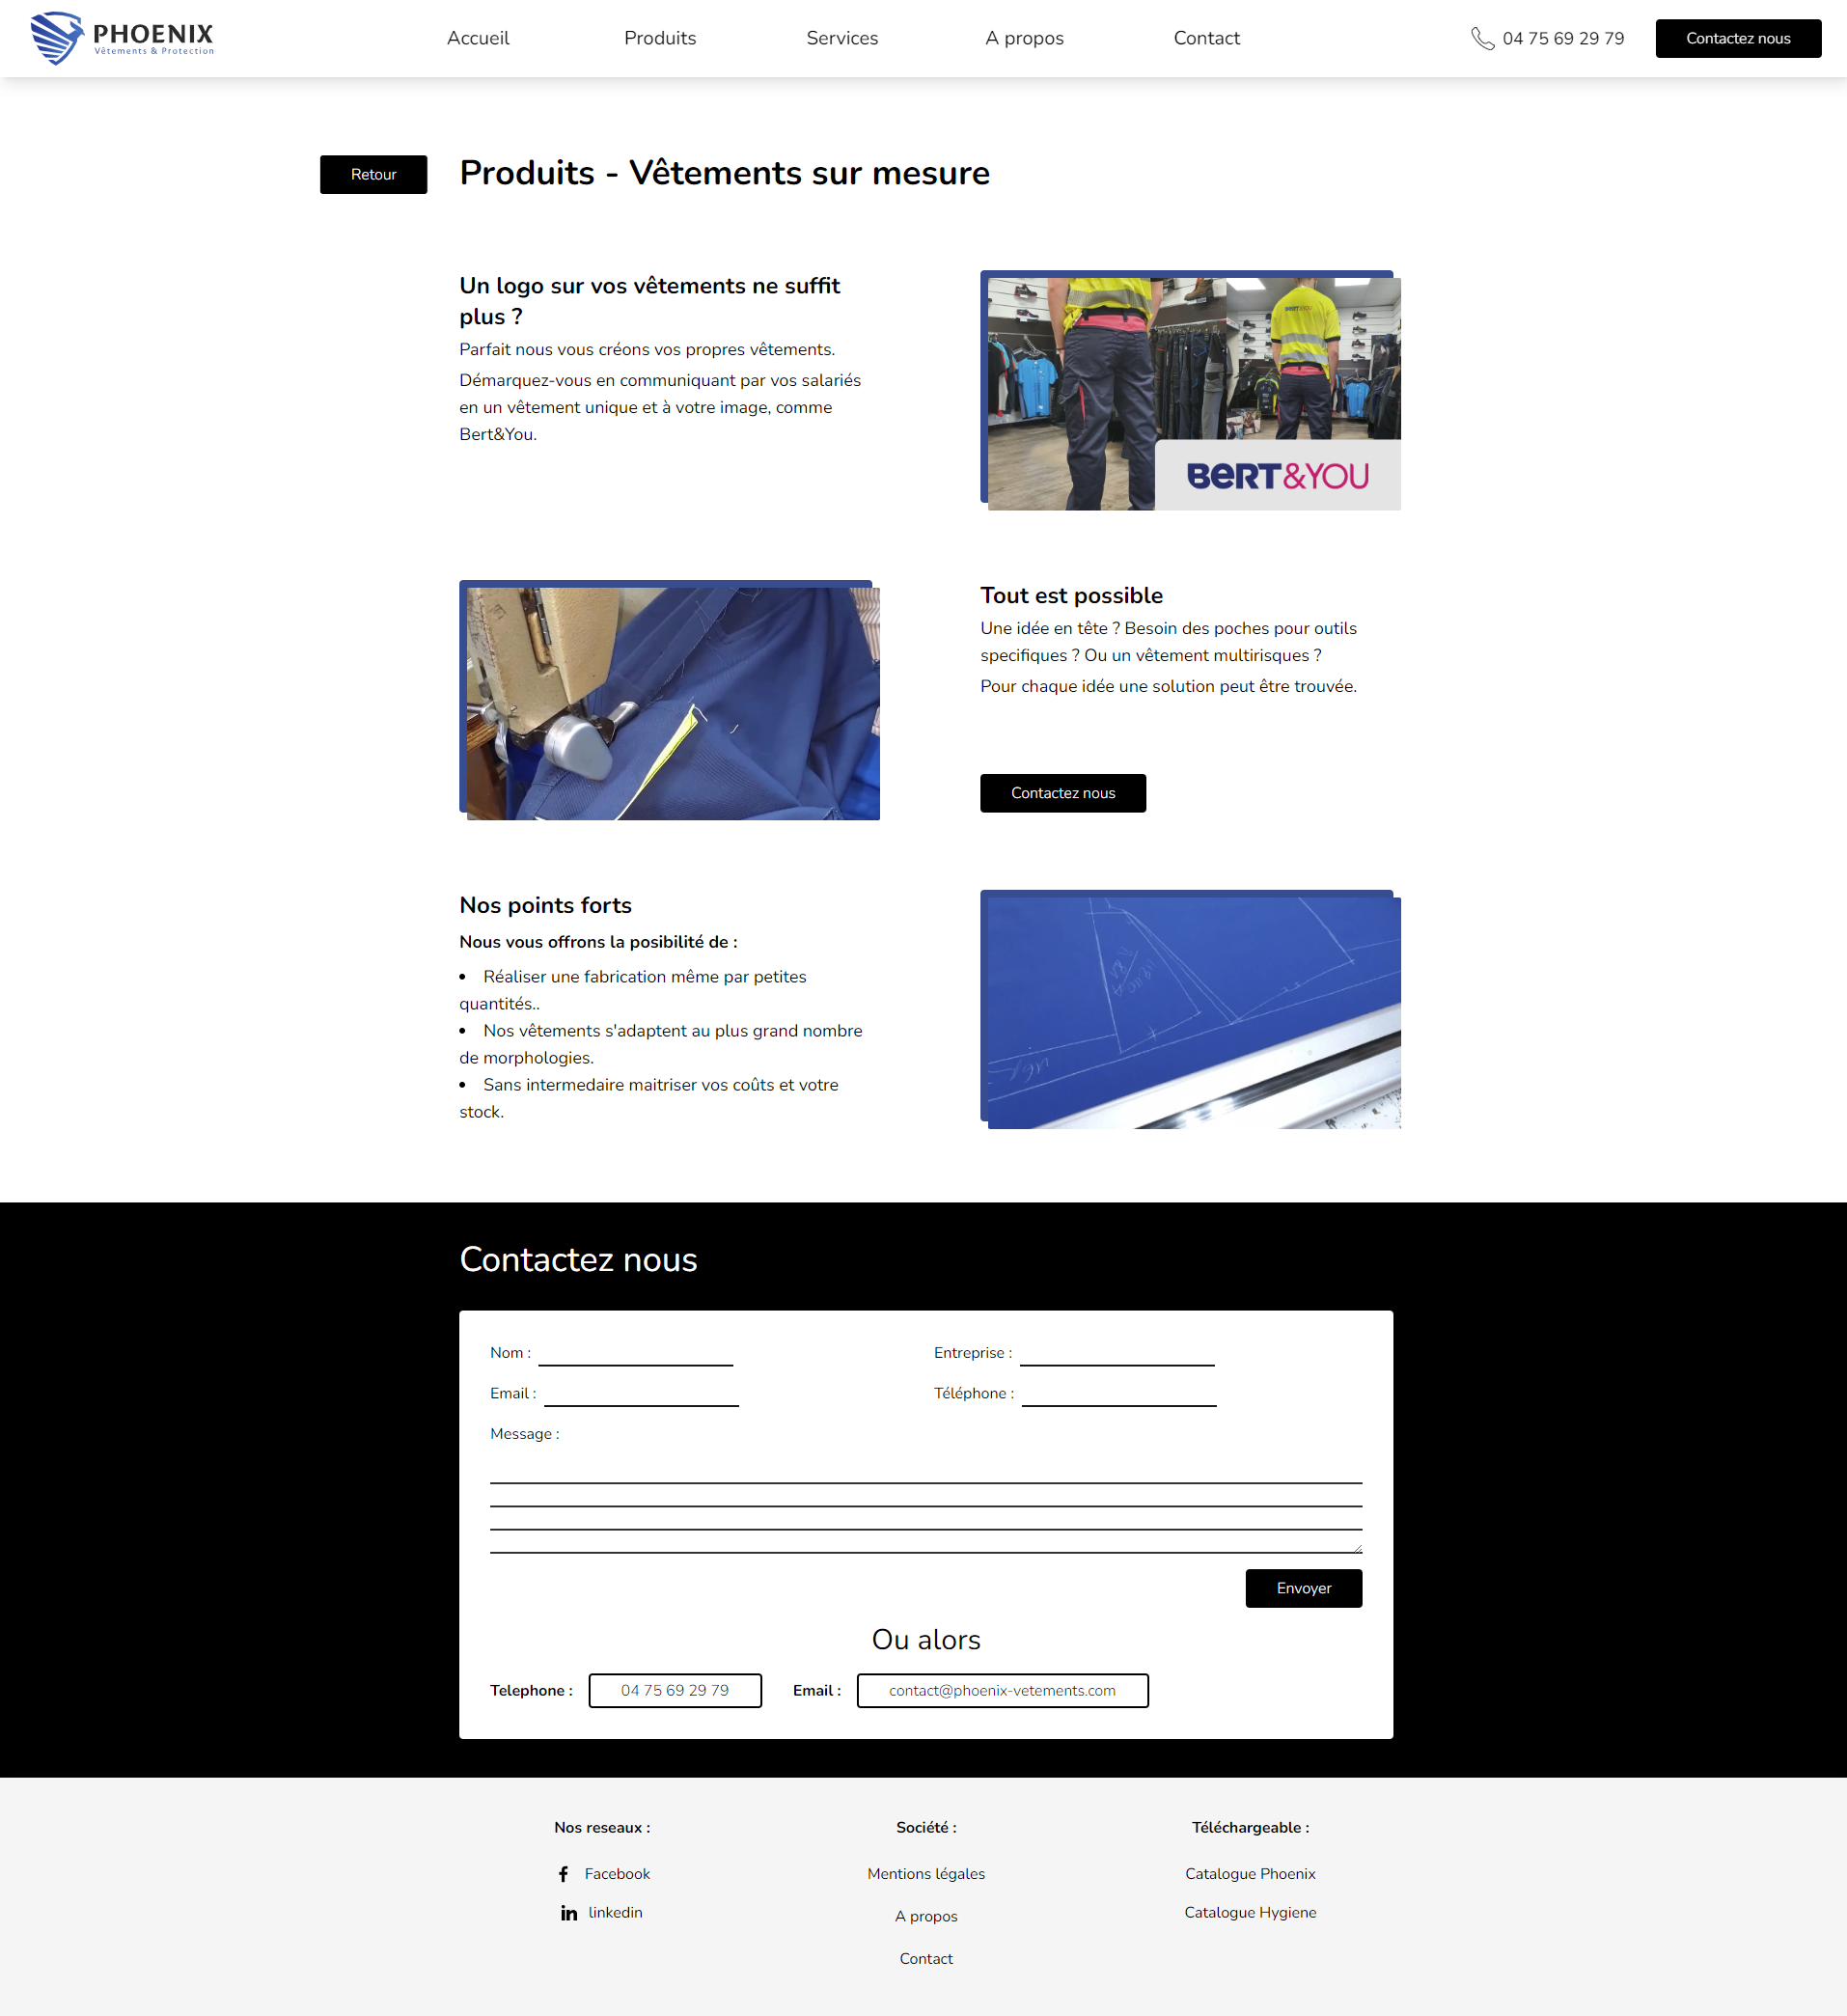 PHOENIX
Vêtements & Protection
Accueil
Produits
Services
A propos
Contact
04 75 69 29 79
Contactez nous
Retour
Produits - Vêtements sur mesure
Un logo sur vos vêtements ne suffit
plus ?
Parfait nous vous créons vos propres vêtements.
Démarquez-vous en communiquant par vos salariés
en un vêtement unique et à votre image, comme
Bert&You.
BERT&YOU
BERT&YOU
Tout est possible
Une idée en tête ? Besoin des poches pour outils
specifiques ? Ou un vêtement multirisques ?
Pour chaque idée une solution peut être trouvée.
Contactez nous
Nos points forts
Nous vous offrons la posibilité de :
• Réaliser une fabrication même par petites
quantités..
• Nos vêtements s'adaptent au plus grand nombre
de morphologies.
• Sans intermedaire maitriser vos coûts et votre
stock.
Contactez nous
Nom :
Entreprise :
Email :
Téléphone :
Message :
Envoyer
Ou alors
Telephone :
04 75 69 29 79
Email :
contact@phoenix-vetements.com
Nos reseaux :
Facebook
linkedin
Société :
Mentions légales
A propos
Contact
Téléchargeable :
Catalogue Phoenix
Catalogue Hygiene